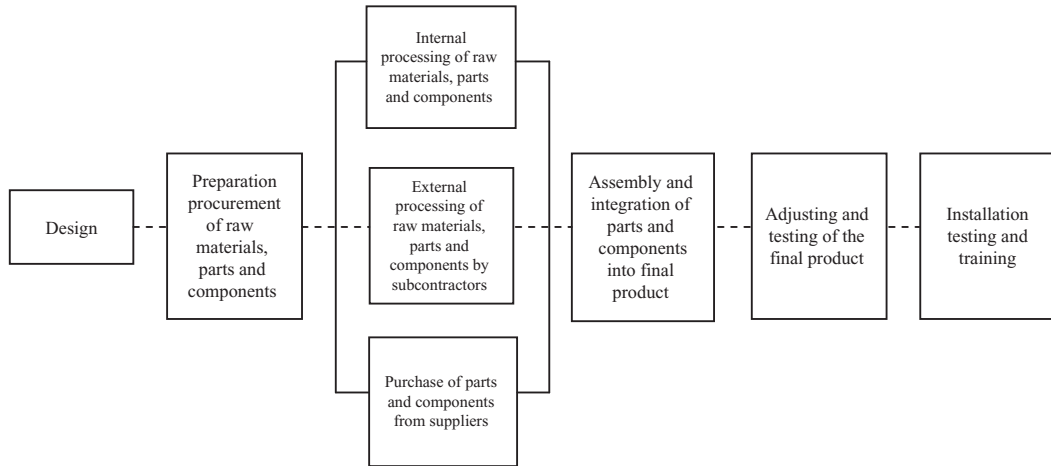 Design
Preparation
procurement
of raw
materials,
parts and
components
Internal
processing of raw
materials, parts
and components
External
processing of
raw materials,
parts and
components by
subcontractors
Purchase of parts
and components
from suppliers
Assembly and
integration of
parts and
components
into final
product
Adjusting and
testing of the
final product
Installation
testing and
training